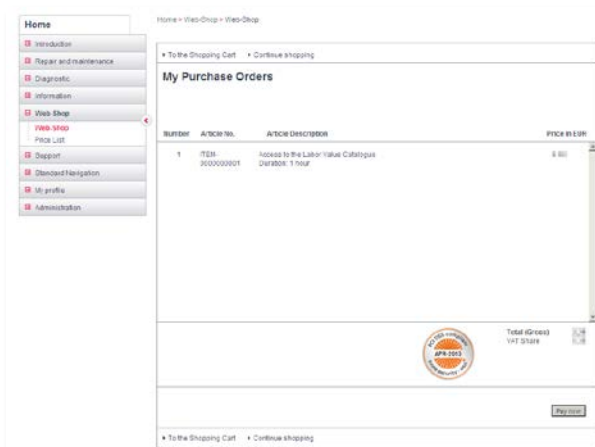 Home
Introduction
Repair and maintenance
Diagnostic
Information
Web-Shop
Web-Shop
Price List
Support
Standard Navigation
My profile
Administration
Home > Web-Shop > Web-Shop
To the Shopping Cart Continue shopping
My Purchase Orders
Number Article No. Article Description Price in EUR
1 ITEM- Access to the Labor Value Catalogue
0000000001 Duration: 1 hour
Total (Gross)
VAT Share
APR-2013
Pay now
To the Shopping Cart Continue shopping